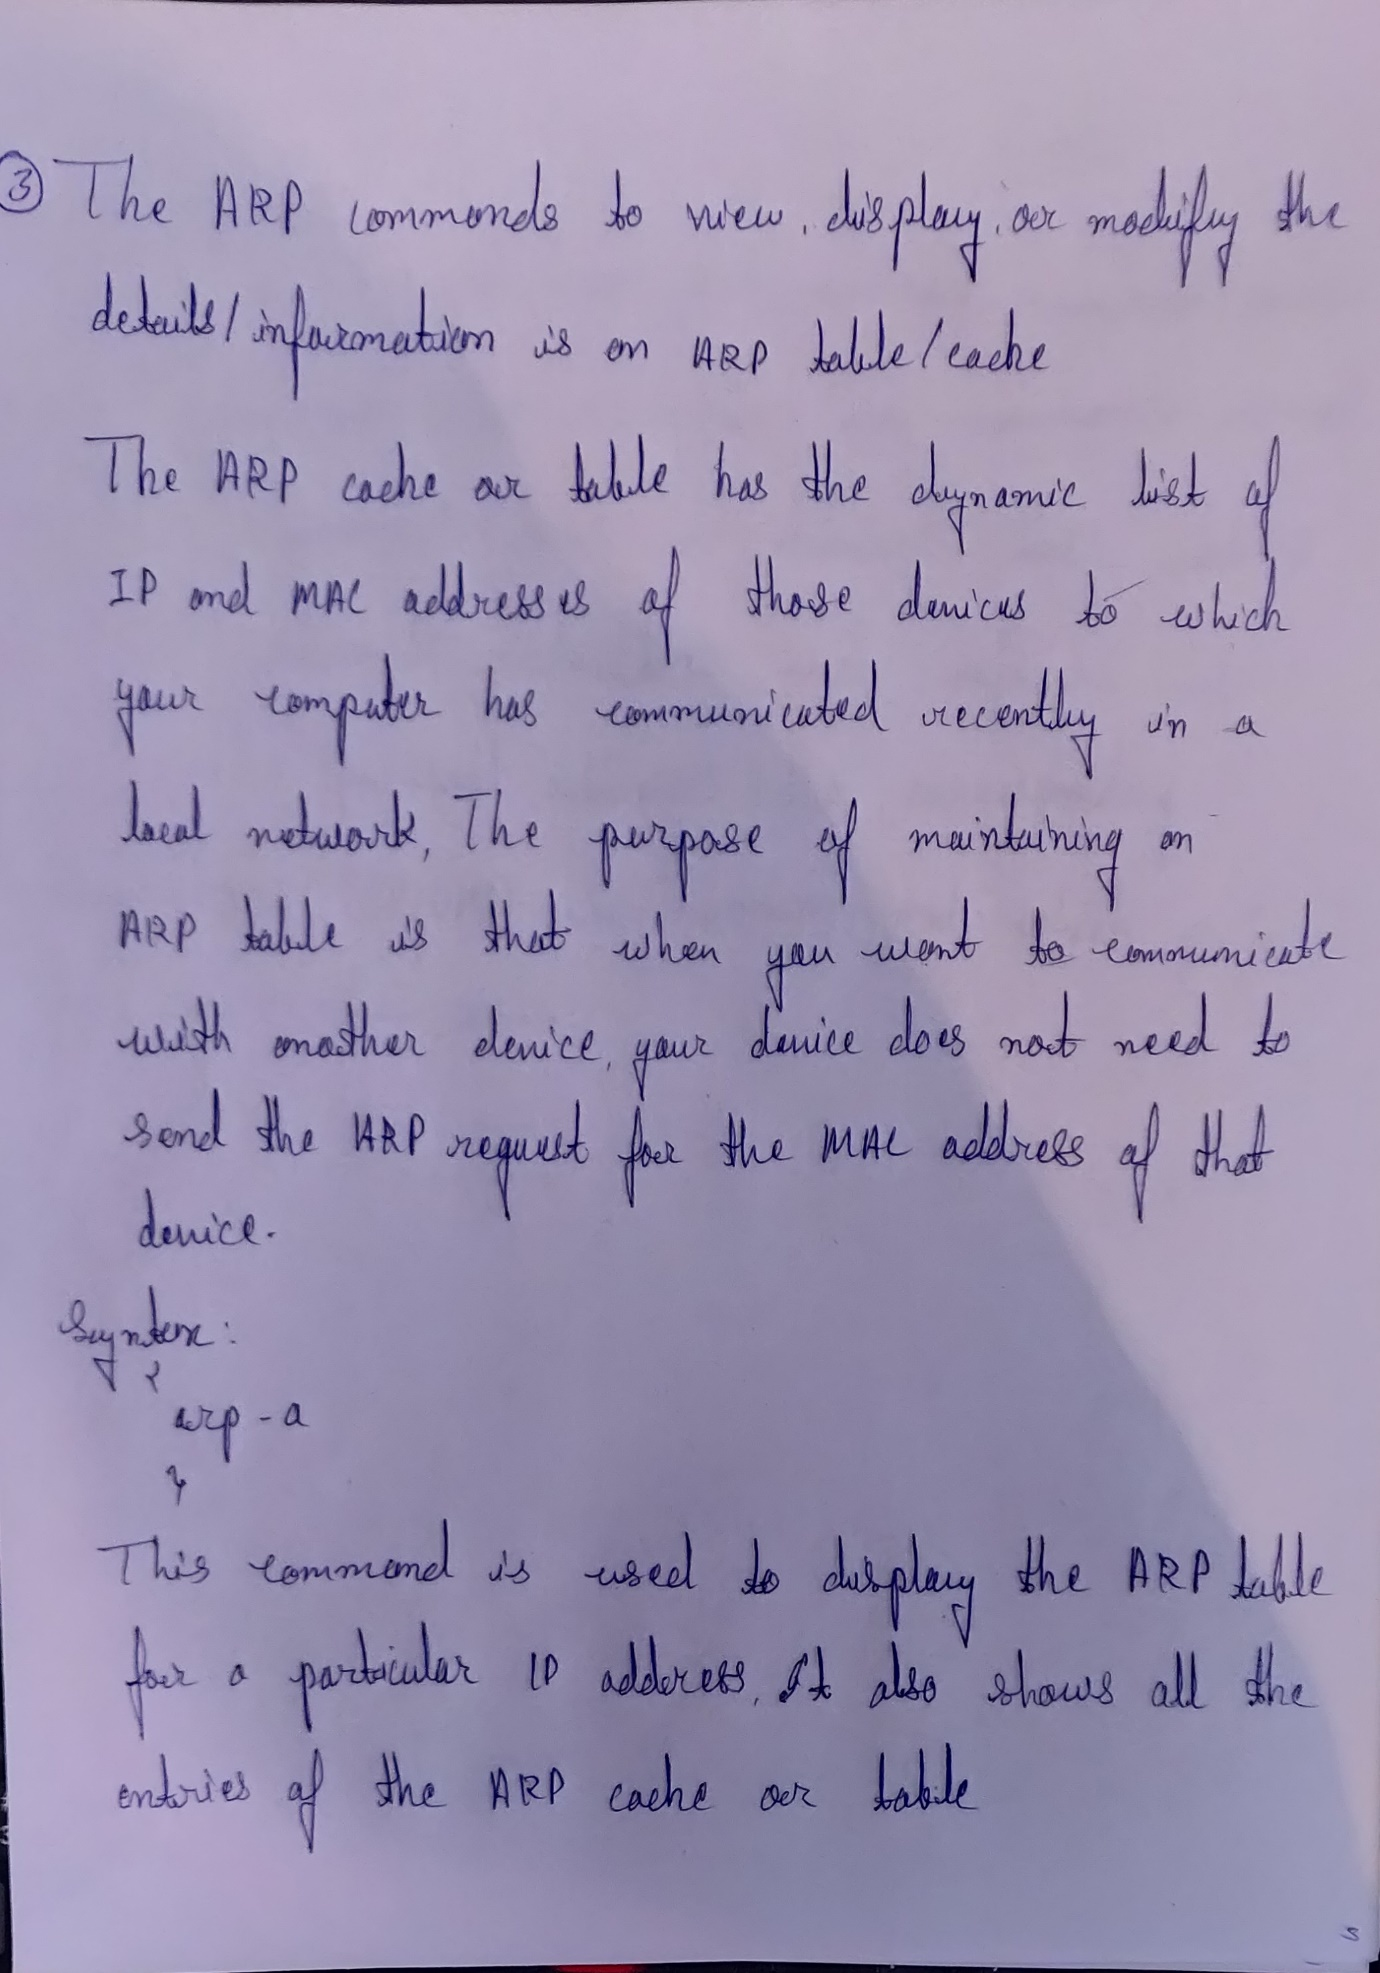 ③ The ARP commands to view, display, or modify the
details/information is an ARP table/cache
The ARP cache or table has the dynamic list of
IP and MAC addresses of those devices to which
your computer has communicated recently in a
local network, The purpose of maintaining an
ARP table is that when you want to communicate
with another device, your device does not need to
send the ARP request for the MAC address of that
device.
Syntax:
{
arp -a
}
This command is used to display the ARP table
for a particular IP address. It also shows all the
entries of the ARP cache or table
5